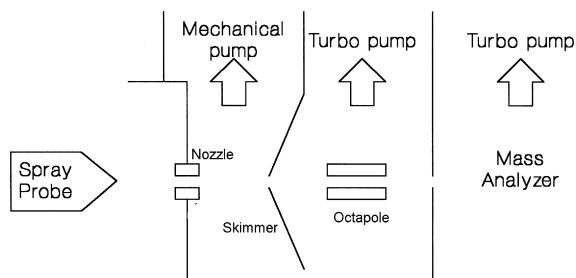 Mechanical
pump
Turbo pump
Turbo pump
Nozzle
Spray
Probe
Mass
Analyzer
Skimmer
Octapole